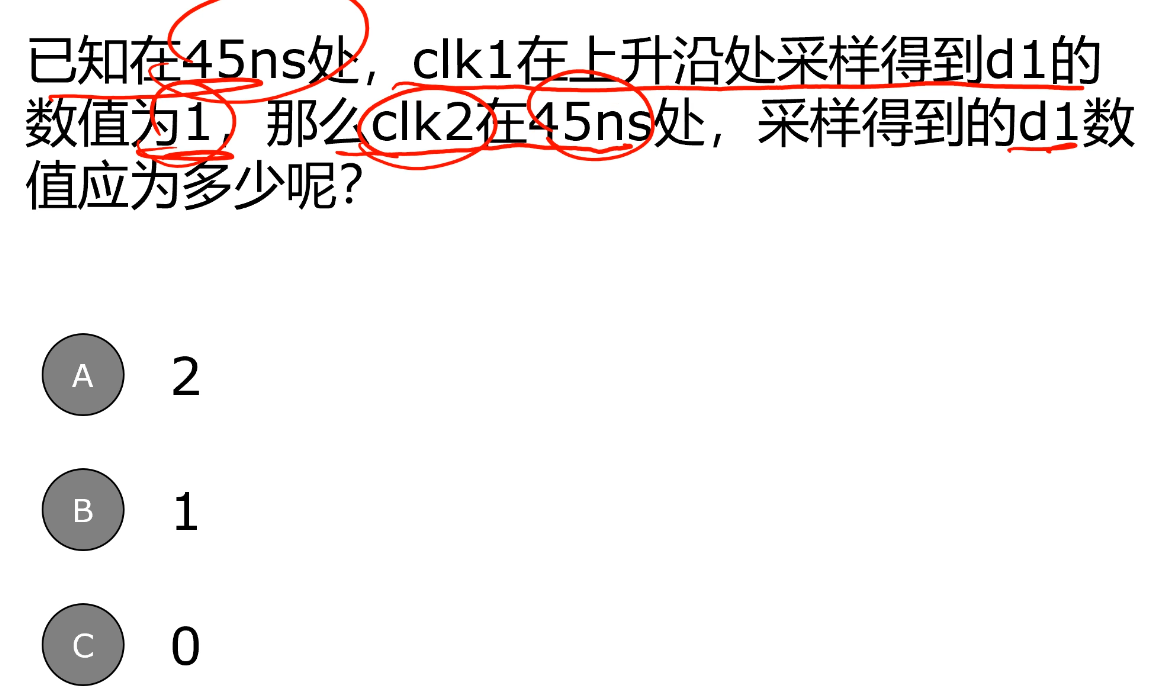 已知在45ns处，clk1在上升沿处采样得到d1的
数值为1，那么clk2在45ns处，采样得到的d1数
值应为多少呢？
A 2
B 1
C 0